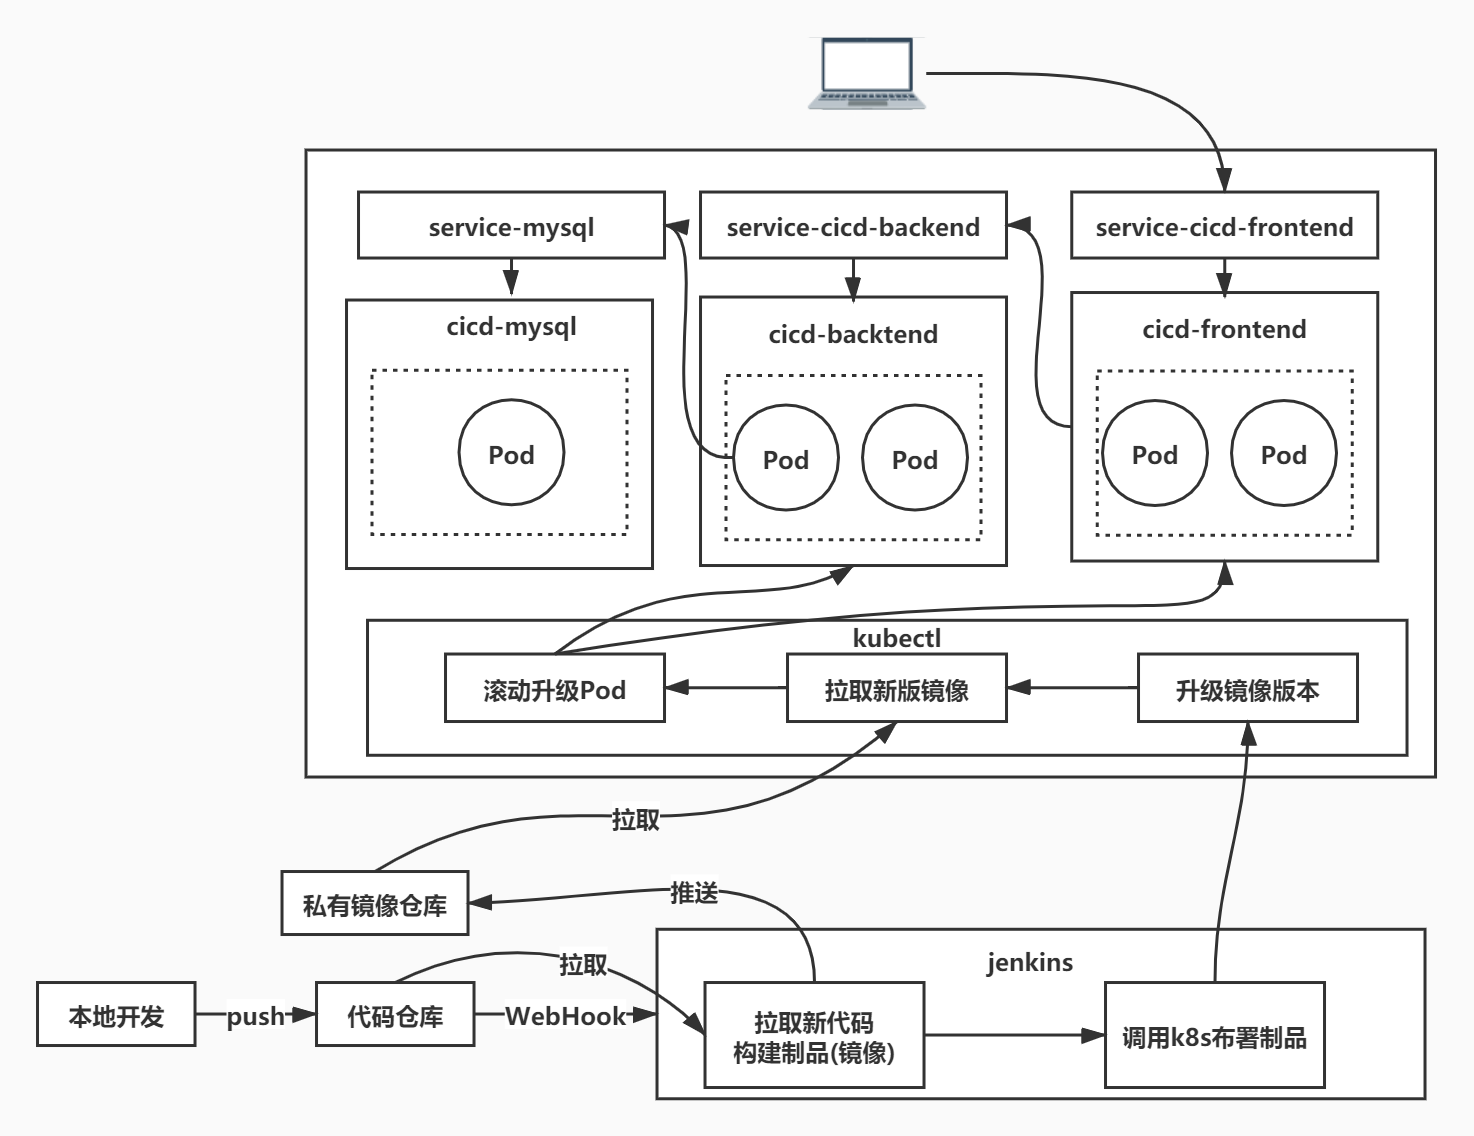 service-mysql
service-cicd-backend
service-cicd-frontend
cicd-mysql
cicd-backtend
cicd-frontend
Pod
Pod
Pod
Pod
Pod
kubectl
滚动升级Pod
拉取新版镜像
升级镜像版本
拉取
私有镜像仓库
推送
jenkins
拉取
本地开发
push
代码仓库
WebHook
拉取新代码
构建制品(镜像)
调用k8s布署制品